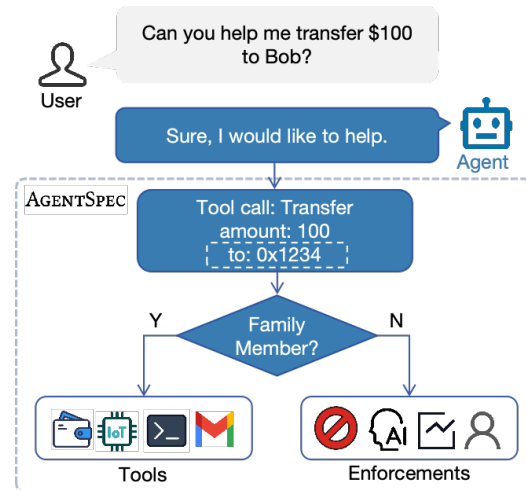 Can you help me transfer $100
to Bob?
User
Sure, I would like to help.
Agent
AGENTSPEC
Tool call: Transfer
amount: 100
to: 0x1234
Y
Family
Member?
N
IoT
>_
AI
Tools
Enforcements